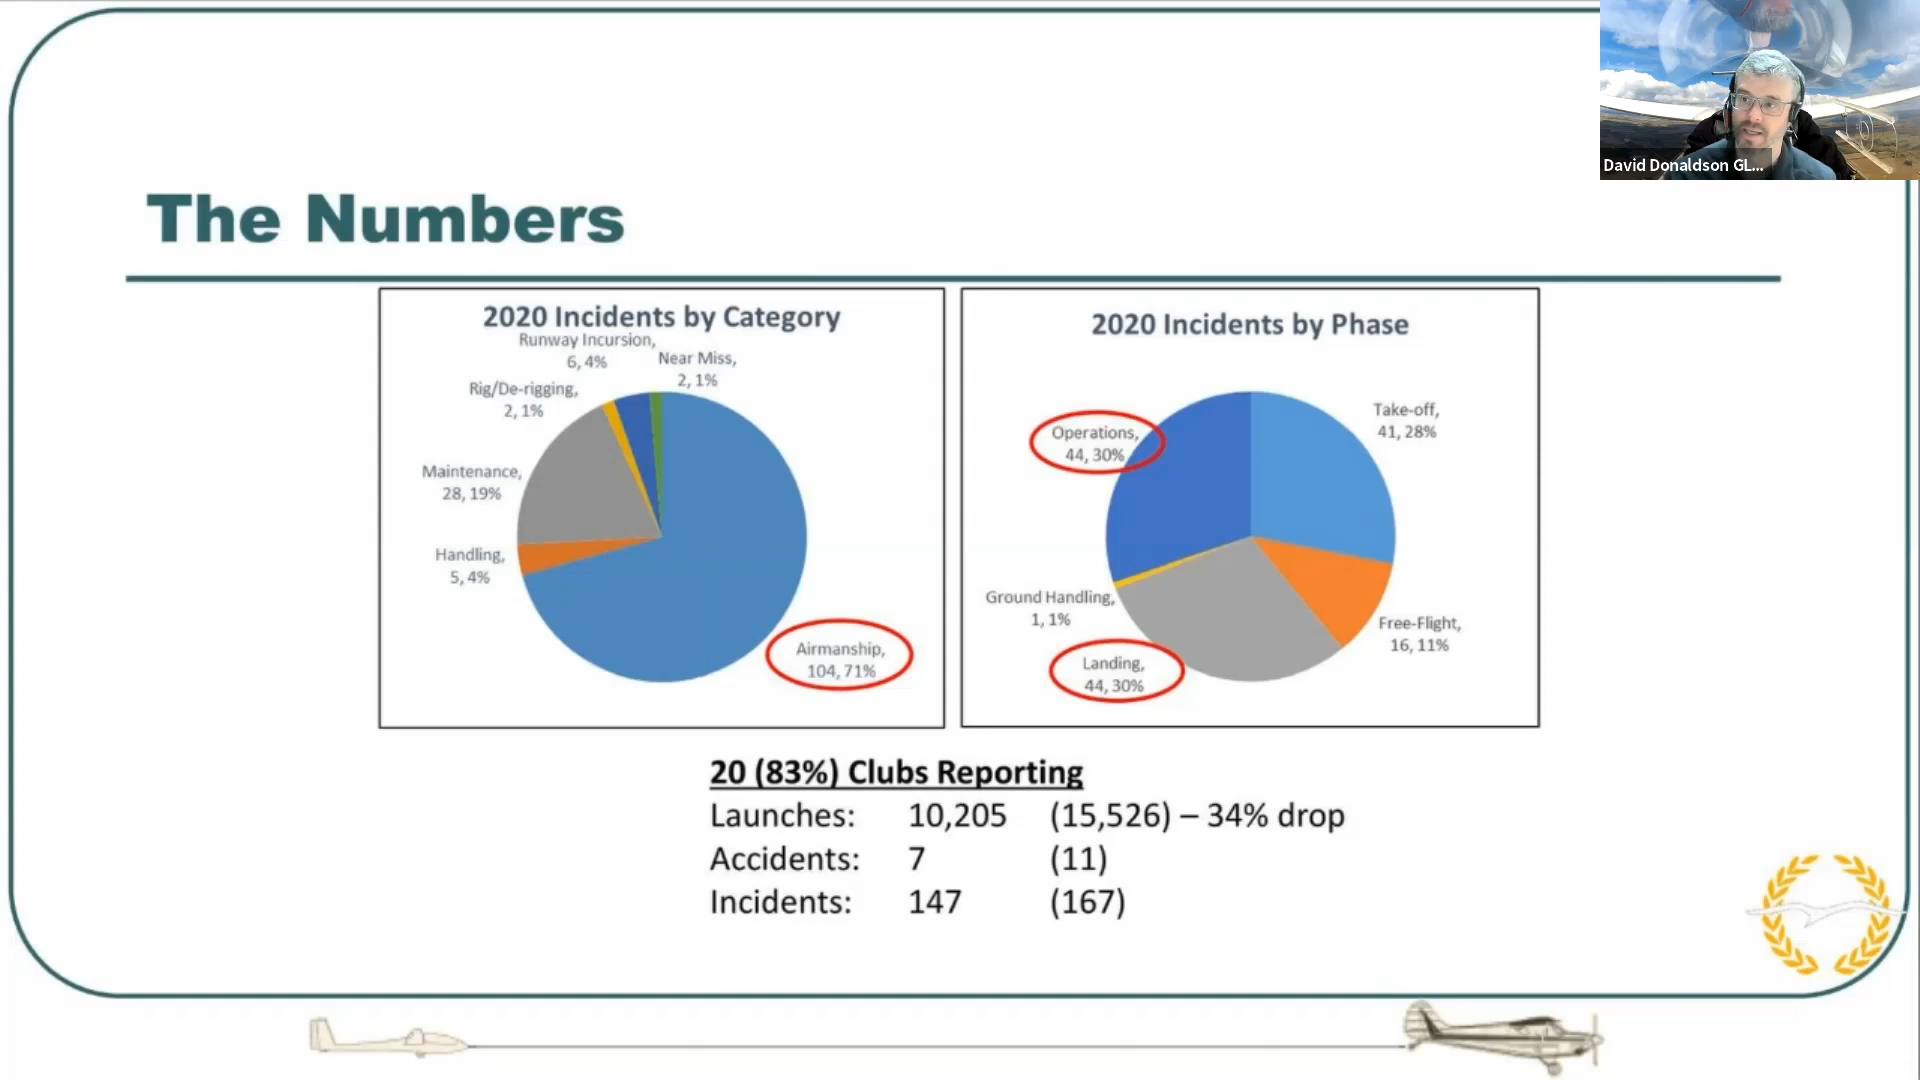 David Donaldson GL...
The Numbers
2020 Incidents by Category
Runway Incursion,
6, 4%
Near Miss,
2, 1%
Rig/De-rigging,
2, 1%
Maintenance,
28, 19%
Handling,
5, 4%
Airmanship,
104, 71%
2020 Incidents by Phase
Take-off,
41, 28%
Operations,
44, 30%
Ground Handling,
1, 1%
Free-Flight,
16, 11%
Landing,
44, 30%
20 (83%) Clubs Reporting
Launches: 10,205 (15,526) – 34% drop
Accidents: 7 (11)
Incidents: 147 (167)